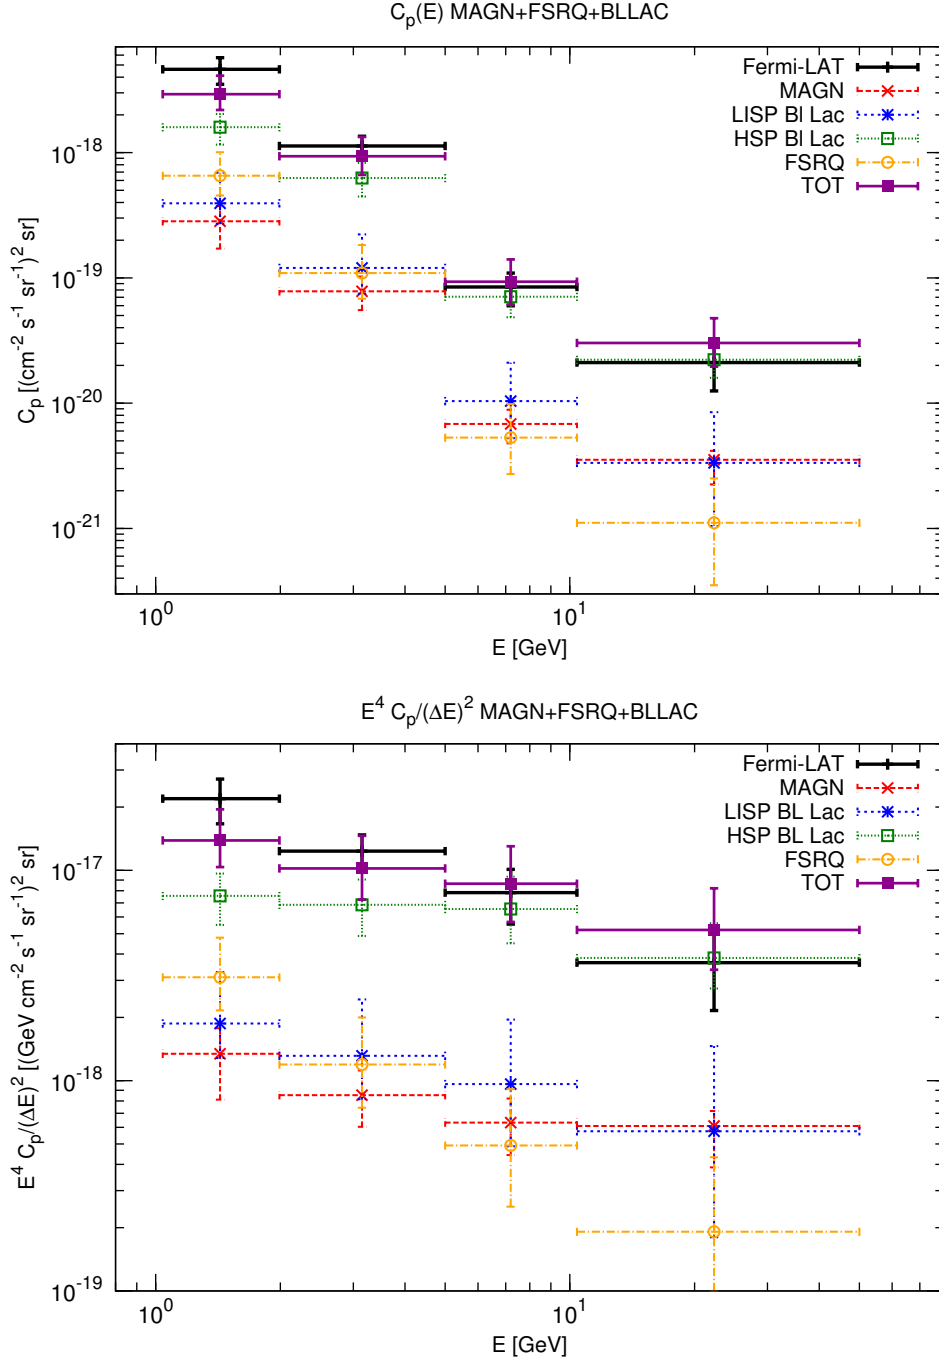 C_p(E) MAGN+FSRQ+BLLAC
Fermi-LAT
MAGN
LISP Bl Lac
HSP Bl Lac
FSRQ
TOT
C_p [(cm^-2 s^-1 sr^-1)^2 sr]
10^-18
10^-19
10^-20
10^-21
10^0
10^1
E [GeV]
E^4 C_p/(ΔE)^2 MAGN+FSRQ+BLLAC
Fermi-LAT
MAGN
LISP BL Lac
HSP BL Lac
FSRQ
TOT
E^4 C_p/(ΔE)^2 [(GeV cm^-2 s^-1 sr^-1)^2 sr]
10^-17
10^-18
10^-19
10^0
10^1
E [GeV]